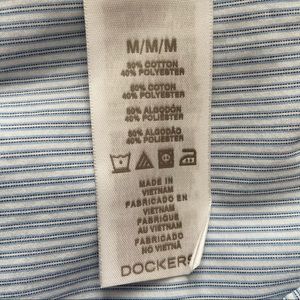 M/M/M
60% COTTON
40% POLYESTER
60% COTON
40% POLYESTER
60% ALGODÓN
40% POLIÉSTER
60% ALGODÃO
40% POLIÉSTER
MADE IN
VIETNAM
FABRICADO EN
VIETNAM
FABRIQUÉ
AU VIETNAM
FABRICADO
NO VIETNÃ
DOCKERS